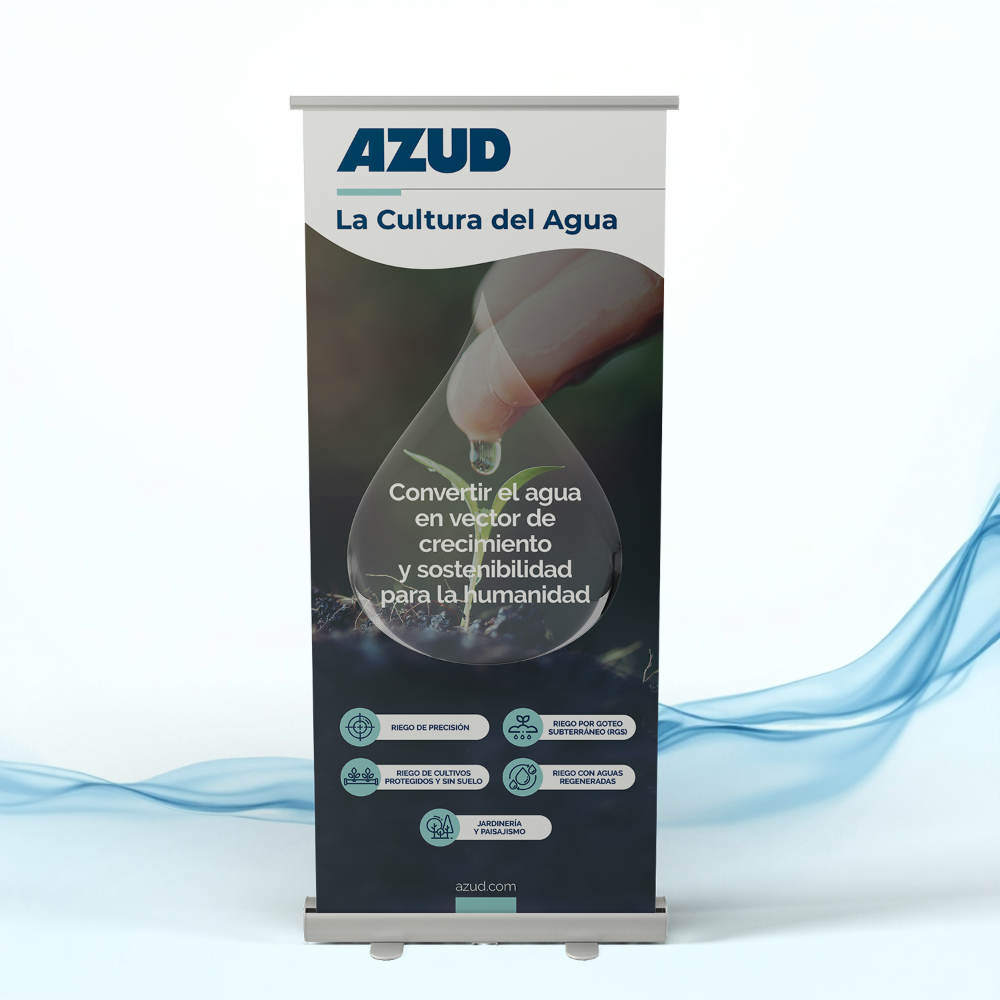 AZUD
La Cultura del Agua
Convertir el agua
en vector de
crecimiento
y sostenibilidad
para la humanidad
RIEGO DE PRECISIÓN
RIEGO POR GOTEO
SUBTERRÁNEO (RGS)
RIEGO DE CULTIVOS
PROTEGIDOS Y SIN SUELO
RIEGO CON AGUAS
REGENERADAS
JARDINERÍA
Y PAISAJISMO
azud.com